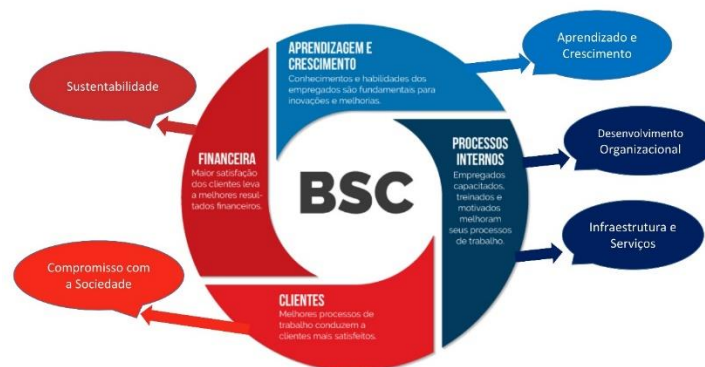 APRENDIZAGEM E
CRESCIMENTO
Conhecimentos e habilidades dos
empregados são fundamentais para
inovações e melhorias.
Aprendizado e
Crescimento
Sustentabilidade
FINANCEIRA
Maior satisfação
dos clientes leva
a melhores resul-
tados financeiros.
BSC
PROCESSOS
INTERNOS
Empregados
capacitados,
treinados e
motivados
melhoram
seus processos
de trabalho.
Desenvolvimento
Organizacional
Infraestrutura e
Serviços
Compromisso com
a Sociedade
CLIENTES
Melhores processos de
trabalho conduzem a
clientes mais satisfeitos.